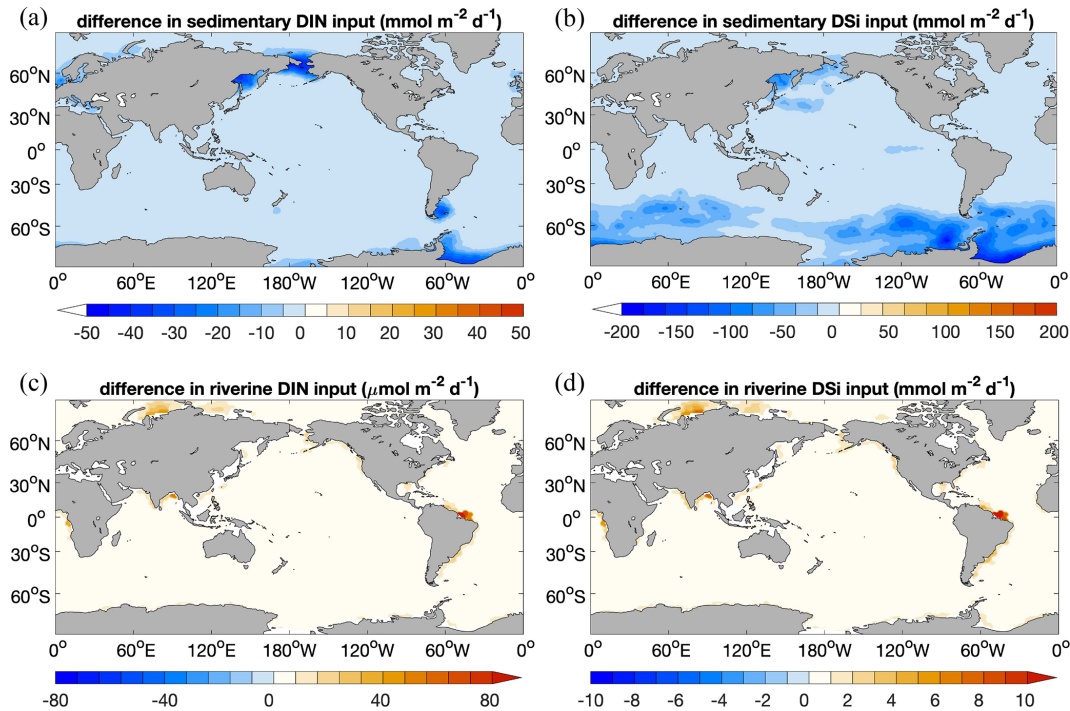 (a) difference in sedimentary DIN input (mmol m⁻² d⁻¹)
60°N
30°N
0°
30°S
60°S
0° 60°E 120°E 180°W 120°W 60°W 0°
-50 -30 -20 -10 0 10 20 30 40 50
(b) difference in sedimentary DSi input (mmol m⁻² d⁻¹)
60°N
30°N
0°
30°S
60°S
0° 60°E 120°E 180°W 120°W 60°W 0°
-200 -150 -100 -50 0 50 100 150 200
(c) difference in riverine DIN input (μmol m⁻² d⁻¹)
60°N
30°N
0°
30°S
60°S
0° 60°E 120°E 180°W 120°W 60°W 0°
-80 -40 0 40 80
(d) difference in riverine DSi input (mmol m⁻² d⁻¹)
60°N
30°N
0°
30°S
60°S
0° 60°E 120°E 180°W 120°W 60°W 0°
-10 -8 -6 -4 -2 0 2 4 6 8 10